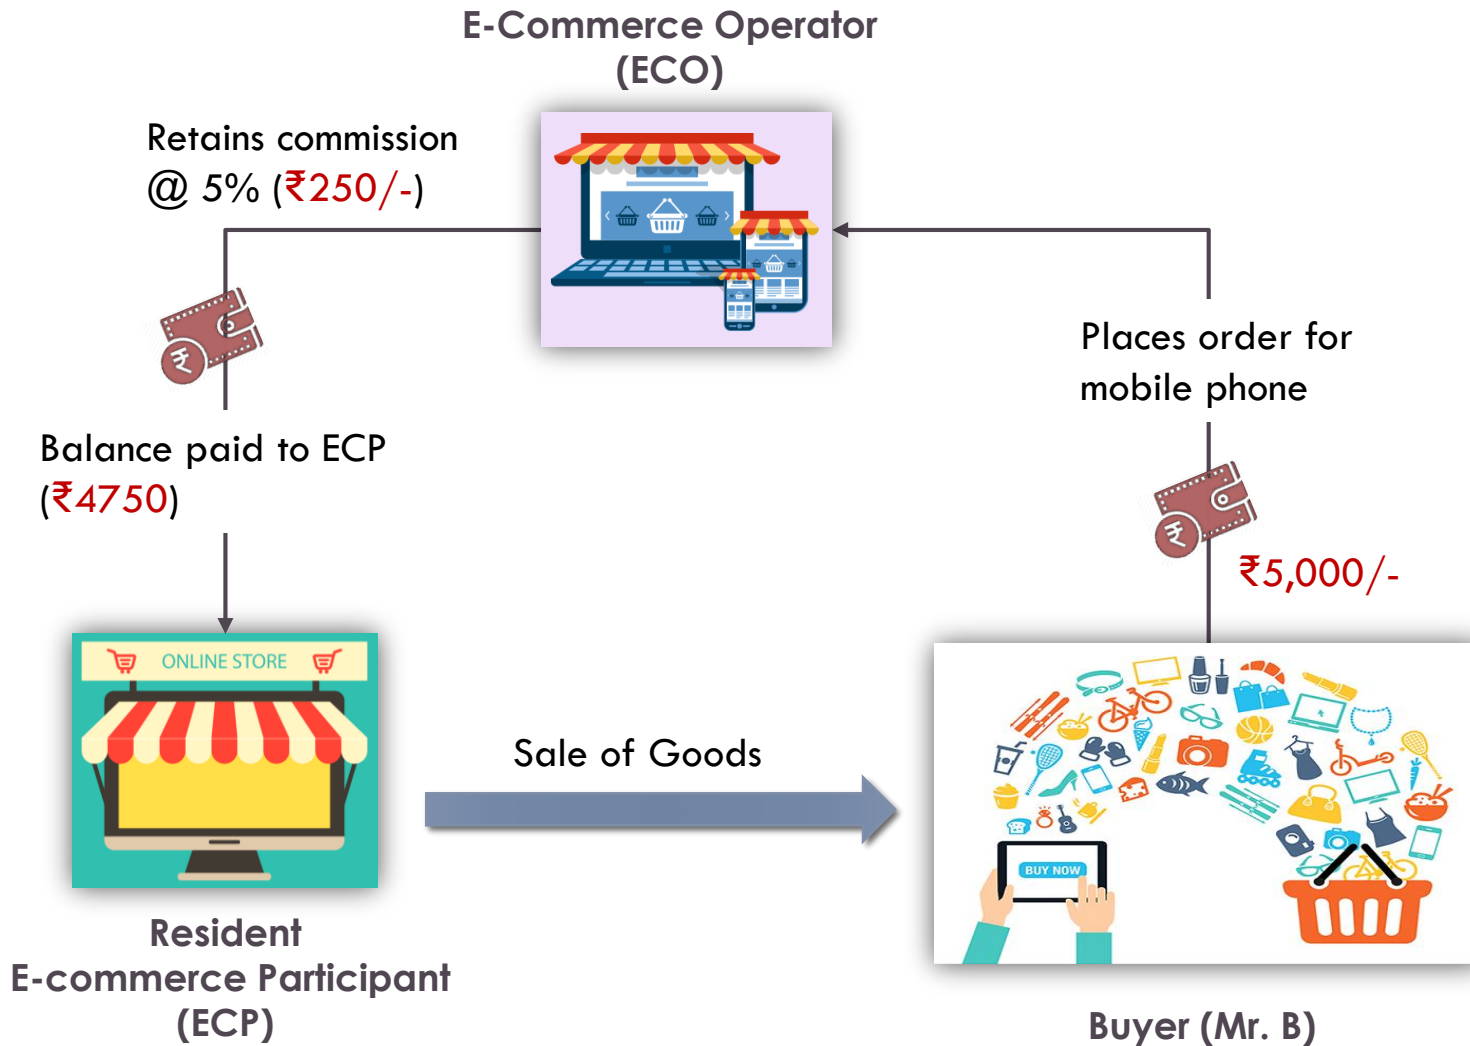 E-Commerce Operator
(ECO)
Retains commission
@ 5% (₹250/-)
Places order for
mobile phone
Balance paid to ECP
(₹4750)
₹5,000/-
ONLINE STORE
Sale of Goods
BUY NOW
Resident
E-commerce Participant
(ECP)
Buyer (Mr. B)